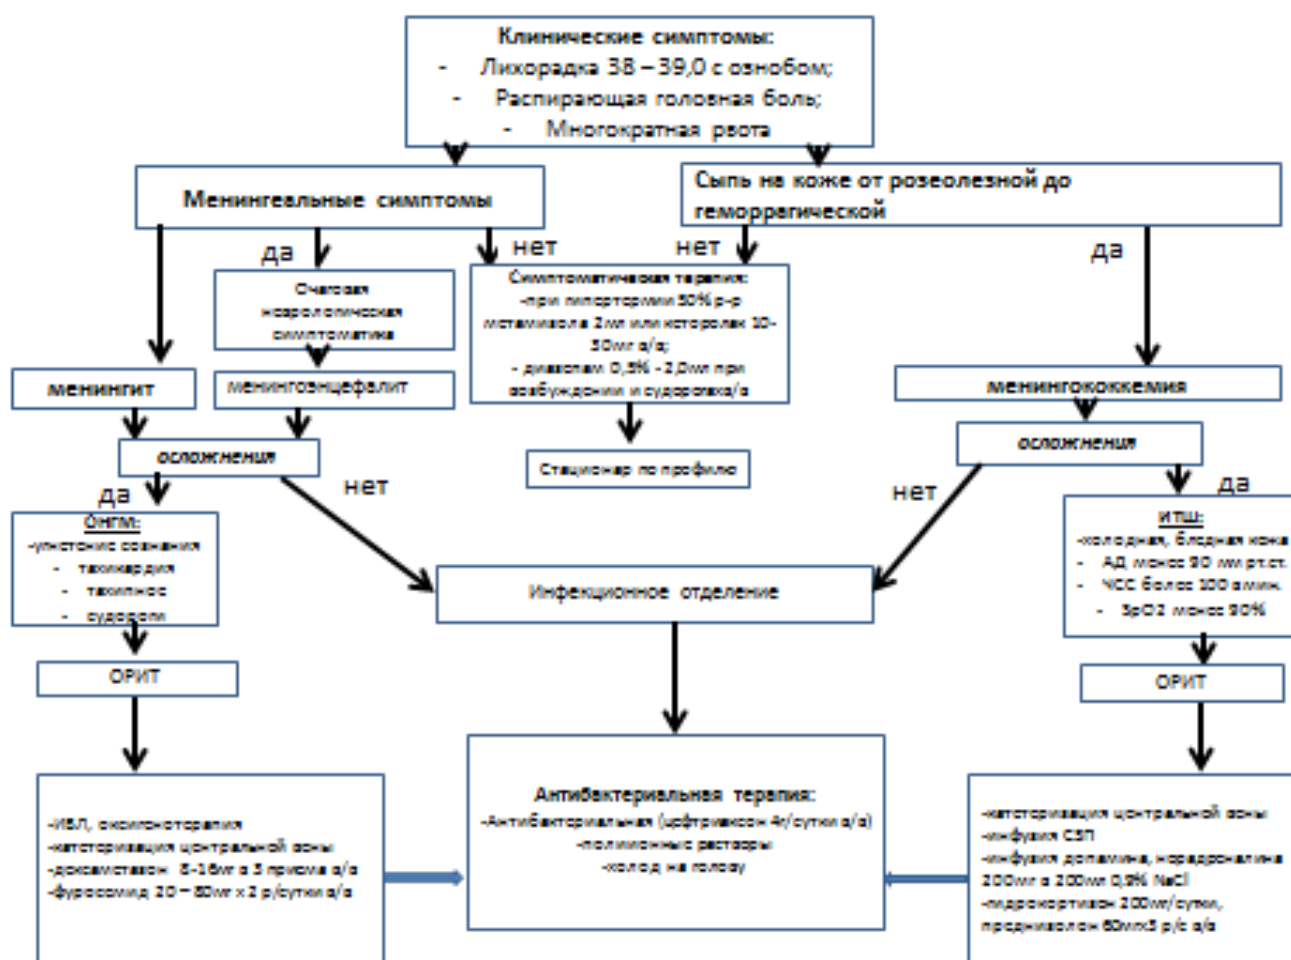 Клинические симптомы:
- Лихорадка 38 – 39,0 с ознобом;
- Распирающая головная боль;
- Многократная рвота
Менингеальные симптомы
Сыпь на коже от розеолезной до
геморрагической
да
нет
нет
да
Очаговая
неврологическая
симптоматика
Симптоматическая терапия:
-при гипертермии 50% р-р
метамизола 2мл или кеторолак 10-
30мг в/в;
- диазепам 0,5% - 2,0мл при
возбуждении и судорогах в/в
менингит
менингоэнцефалит
менингококкемия
осложнения
осложнения
Стационар по профилю
да
нет
нет
да
ОНГМ:
-угнетение сознания
- тахикардия
- тахипноэ
- судороги
ИТШ:
-холодная, бледная кожа
- АД менее 90 мм рт.ст.
- ЧСС более 100 в мин.
- SpO2 менее 90%
Инфекционное отделение
ОРИТ
ОРИТ
-ИВЛ, оксигенотерапия
-катетеризация центральной вены
-дексаметазон 8-16мг в 3 приема в/в
-фуросемид 20 – 80мг х 2 р/сутки в/в
Антибактериальная терапия:
-Антибактериальная (цефтриаксон 4г/сутки в/в)
-полиионные растворы
-холод на голову
-катетеризация центральной вены
-инфузия СЗП
-инфузия допамина, норадреналина
200мг в 200мл 0,9% NaCl
-гидрокортизон 200мг/сутки,
преднизолон 60мгх3 р/с в/в